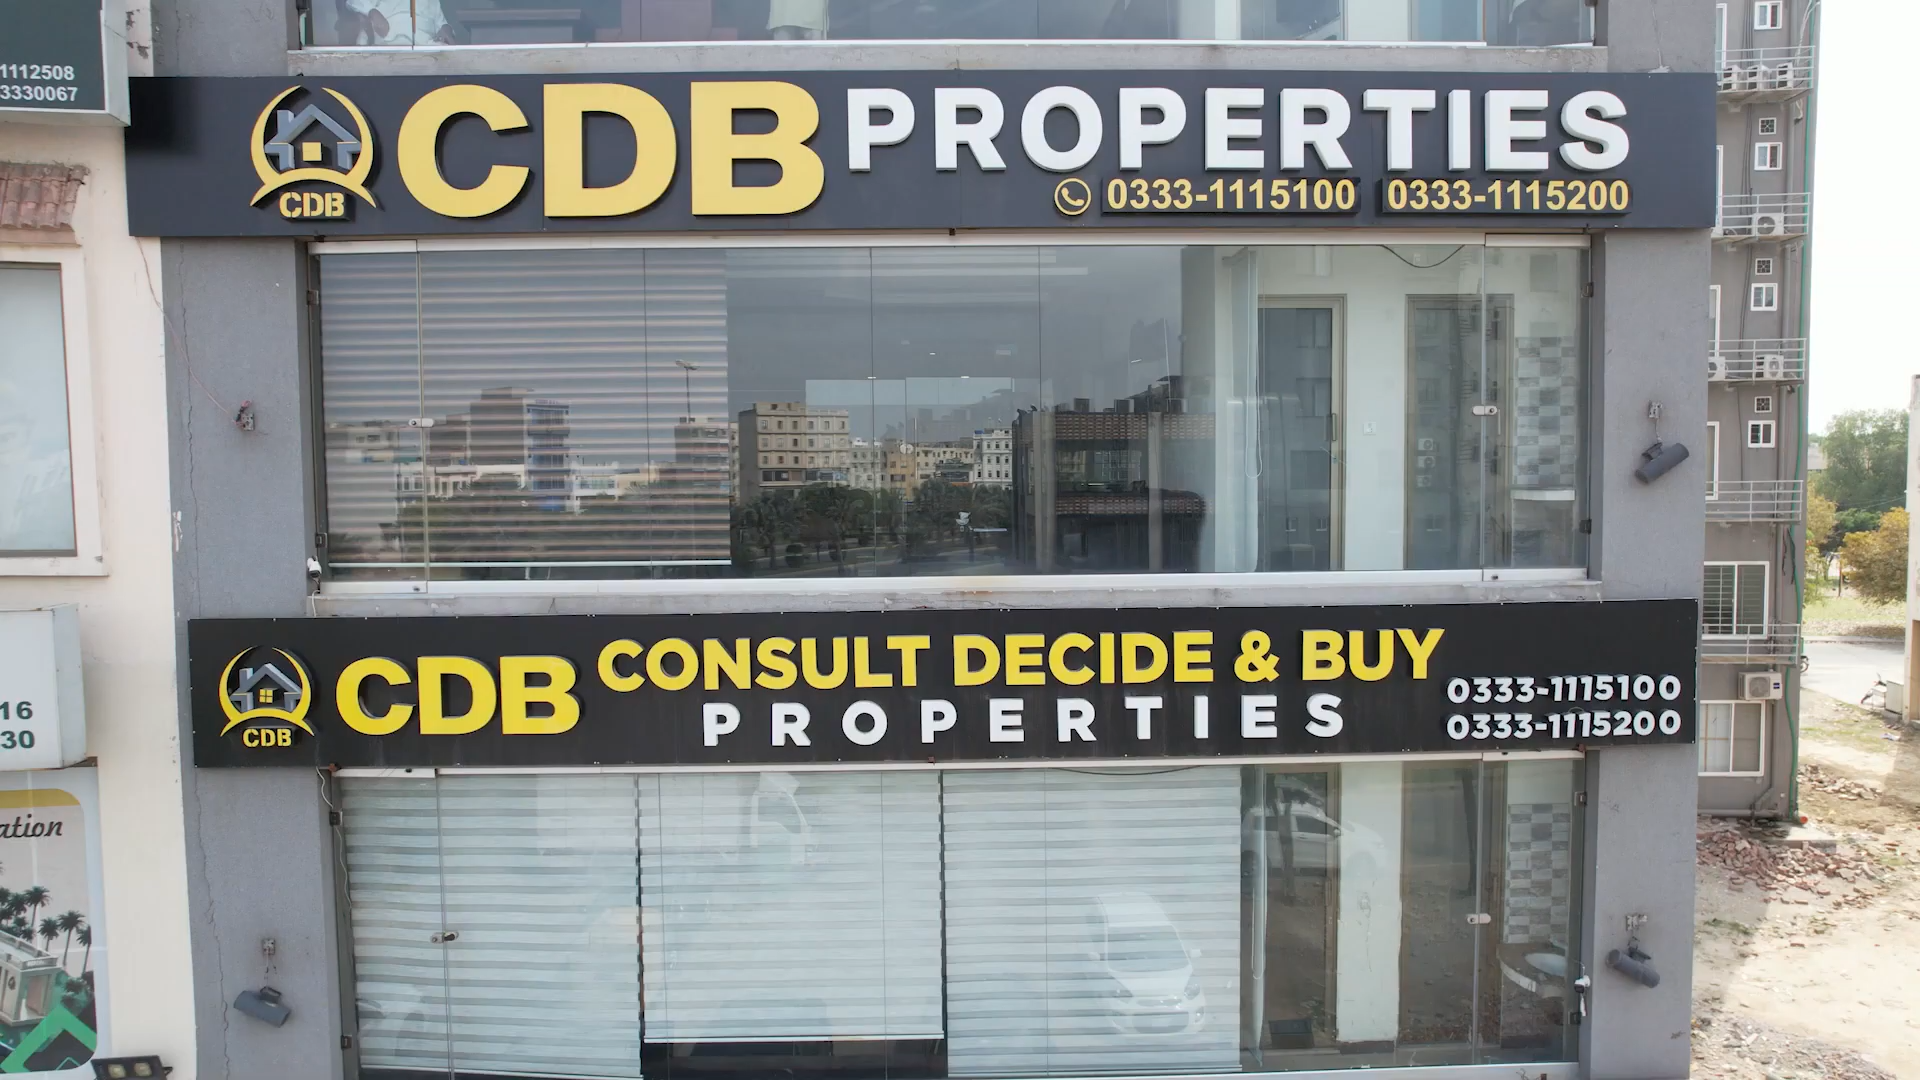 1112508
3330067
CDB
CDB PROPERTIES
0333-1115100 0333-1115200
CDB
CDB CONSULT DECIDE & BUY
PROPERTIES
0333-1115100
0333-1115200
16
30
ation